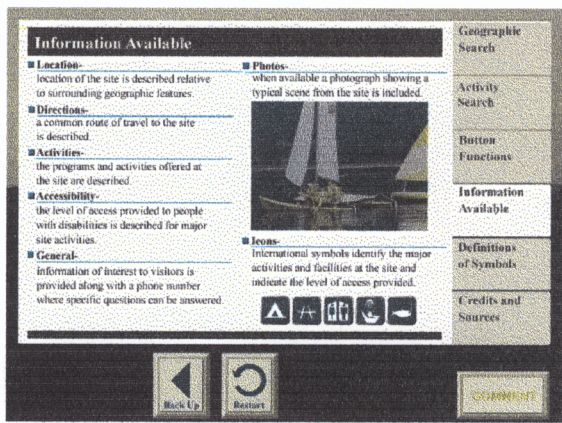 Information Available
Location-
location of the site is described relative
to surrounding geographic features.
Directions-
a common route of travel to the site
is described.
Activities-
the programs and activities offered at
the site are described.
Accessibility-
the level of access provided to people
with disabilities is described for major
site activities.
General-
information of interest to visitors is
provided along with a phone number
where specific questions can be answered.
Photos-
when available a photograph showing a
typical scene from the site is included.
Icons-
International symbols identify the major
activities and facilities at the site and
indicate the level of access provided.
Geographic
Search
Activity
Search
Button
Functions
Information
Available
Definitions
of Symbols
Credits and
Sources
Back Up
Restart
COMMENT